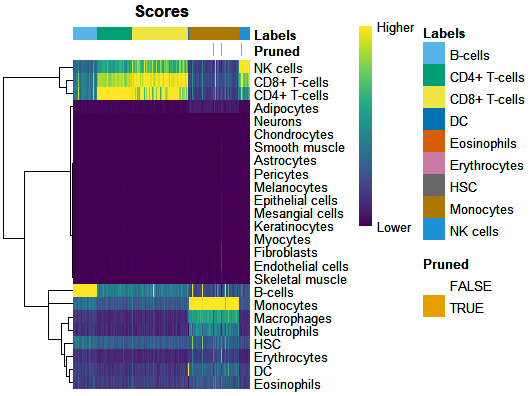 Scores
Labels
Pruned
NK cells
CD8+ T-cells
CD4+ T-cells
Adipocytes
Neurons
Chondrocytes
Smooth muscle
Astrocytes
Pericytes
Melanocytes
Epithelial cells
Mesangial cells
Keratinocytes
Myocytes
Fibroblasts
Endothelial cells
Skeletal muscle
B-cells
Monocytes
Macrophages
Neutrophils
HSC
Erythrocytes
DC
Eosinophils
Higher
Lower
Labels
B-cells
CD4+ T-cells
CD8+ T-cells
DC
Eosinophils
Erythrocytes
HSC
Monocytes
NK cells
Pruned
FALSE
TRUE